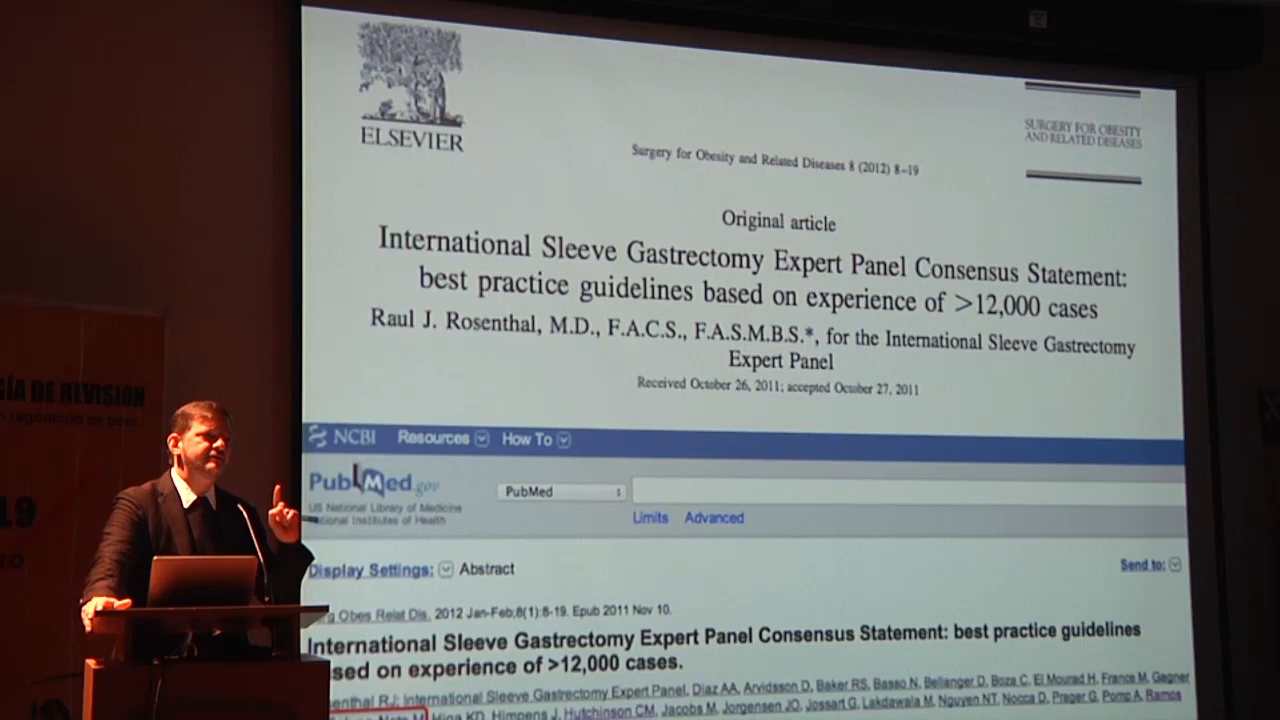 ELSEVIER
SURGERY FOR OBESITY
AND RELATED DISEASES
Surgery for Obesity and Related Diseases 8 (2012) 8–19
Original article
International Sleeve Gastrectomy Expert Panel Consensus Statement:
best practice guidelines based on experience of >12,000 cases
Raul J. Rosenthal, M.D., F.A.C.S., F.A.S.M.B.S.*, for the International Sleeve Gastrectomy
Expert Panel
Received October 26, 2011; accepted October 27, 2011
NCBI Resources How To
PubMed.gov
US National Library of Medicine
National Institutes of Health
PubMed
Limits Advanced
Display Settings: Abstract
Send to:
Obes Relat Dis. 2012 Jan-Feb;8(1):8-19. Epub 2011 Nov 10.
International Sleeve Gastrectomy Expert Panel Consensus Statement: best practice guidelines
sed on experience of >12,000 cases.
enthal RJ; International Sleeve Gastrectomy Expert Panel, Diaz AA, Arvidsson D, Baker RS, Basso N, Bellanger D, Boza C, El Mourad H, France M, Gagner
Himpens J, Hutchinson CM, Jacobs M, Jorgensen JO, Jossart G, Lakdawala M, Nguyen NT, Nocca D, Prager G, Pomp A, Ramos
ÍA DE REVISIÓN
19
ro